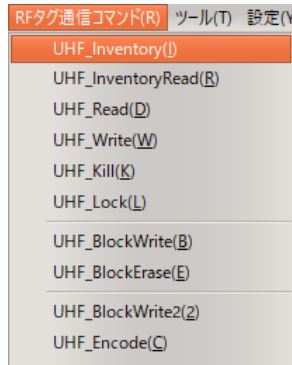 RFタグ通信コマンド(R) ツール(T) 設定(Y
UHF_Inventory(I)
UHF_InventoryRead(R)
UHF_Read(D)
UHF_Write(W)
UHF_Kill(K)
UHF_Lock(L)
UHF_BlockWrite(B)
UHF_BlockErase(E)
UHF_BlockWrite2(2)
UHF_Encode(C)